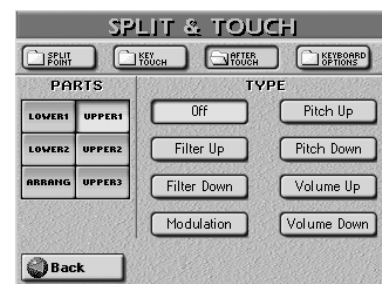 SPLIT & TOUCH
SPLIT POINT
KEY TOUCH
AFTER TOUCH
KEYBOARD OPTIONS
PARTS
TYPE
LOWER1 UPPER1
LOWER2 UPPER2
ARRANG UPPER3
Off Pitch Up
Filter Up Pitch Down
Filter Down Volume Up
Modulation Volume Down
Back